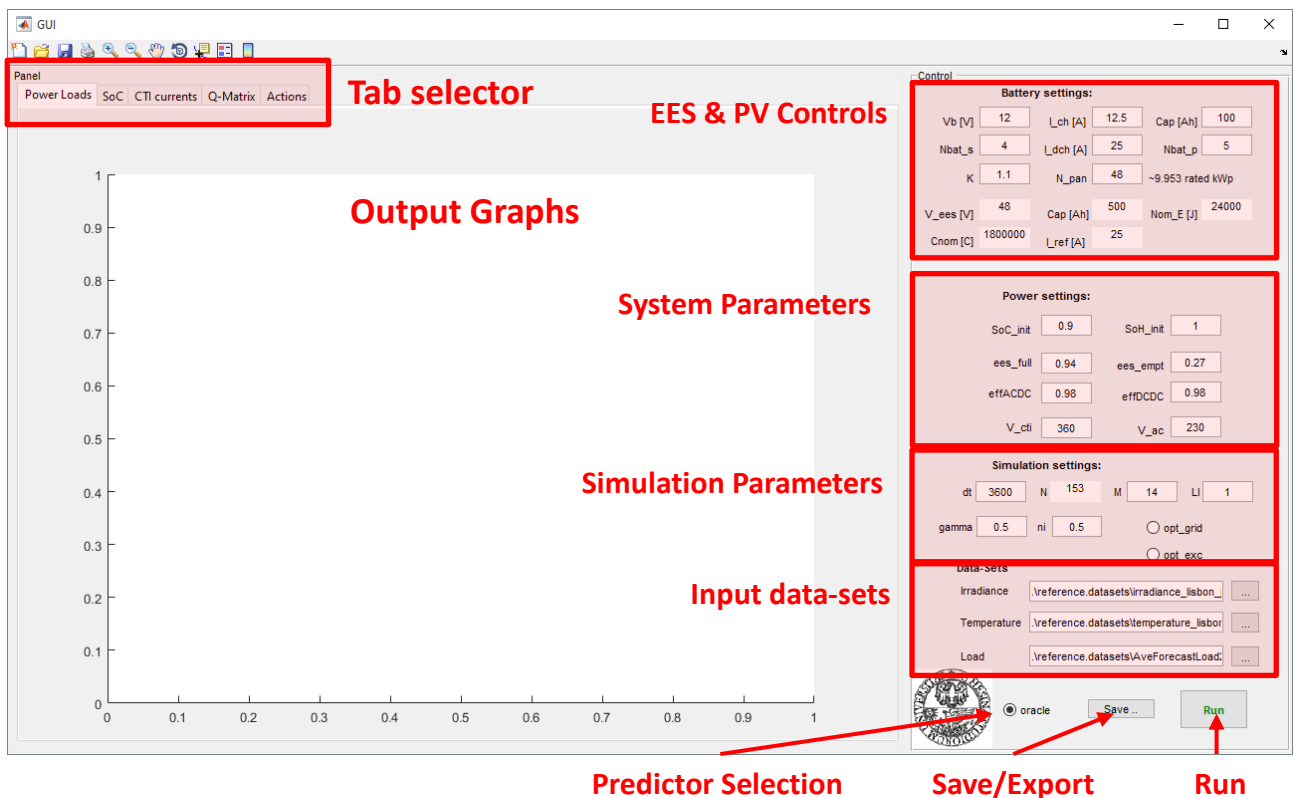 GUI
Panel
Power Loads SoC CTI currents Q-Matrix Actions
Tab selector
Control
EES & PV Controls
Battery settings:
Vb [V] 12 I_ch [A] 12.5 Cap [Ah] 100
Nbat_s 4 I_dch [A] 25 Nbat_p 5
K 1.1 N_pan 48 ~9.953 rated kWp
V_ees [V] 48 Cap [Ah] 500 Nom_E [J] 24000
Cnom [C] 1800000 I_ref [A] 25
Output Graphs
System Parameters
Power settings:
SoC_init 0.9 SoH_init 1
ees_full 0.94 ees_empt 0.27
effACDC 0.98 effDCDC 0.98
V_cti 360 V_ac 230
Simulation Parameters
Simulation settings:
dt 3600 N 153 M 14 LI 1
gamma 0.5 ni 0.5 opt_grid
opt_exc
Input data-sets
Data-Sets
Irradiance .\reference.datasets\irradiance_lisbon_ ...
Temperature .\reference.datasets\temperature_lisbor ...
Load .\reference.datasets\AveForecastLoad ...
1
0.9
0.8
0.7
0.6
0.5
0.4
0.3
0.2
0.1
0
0 0.1 0.2 0.3 0.4 0.5 0.6 0.7 0.8 0.9 1
oracle Save .. Run
Predictor Selection Save/Export Run